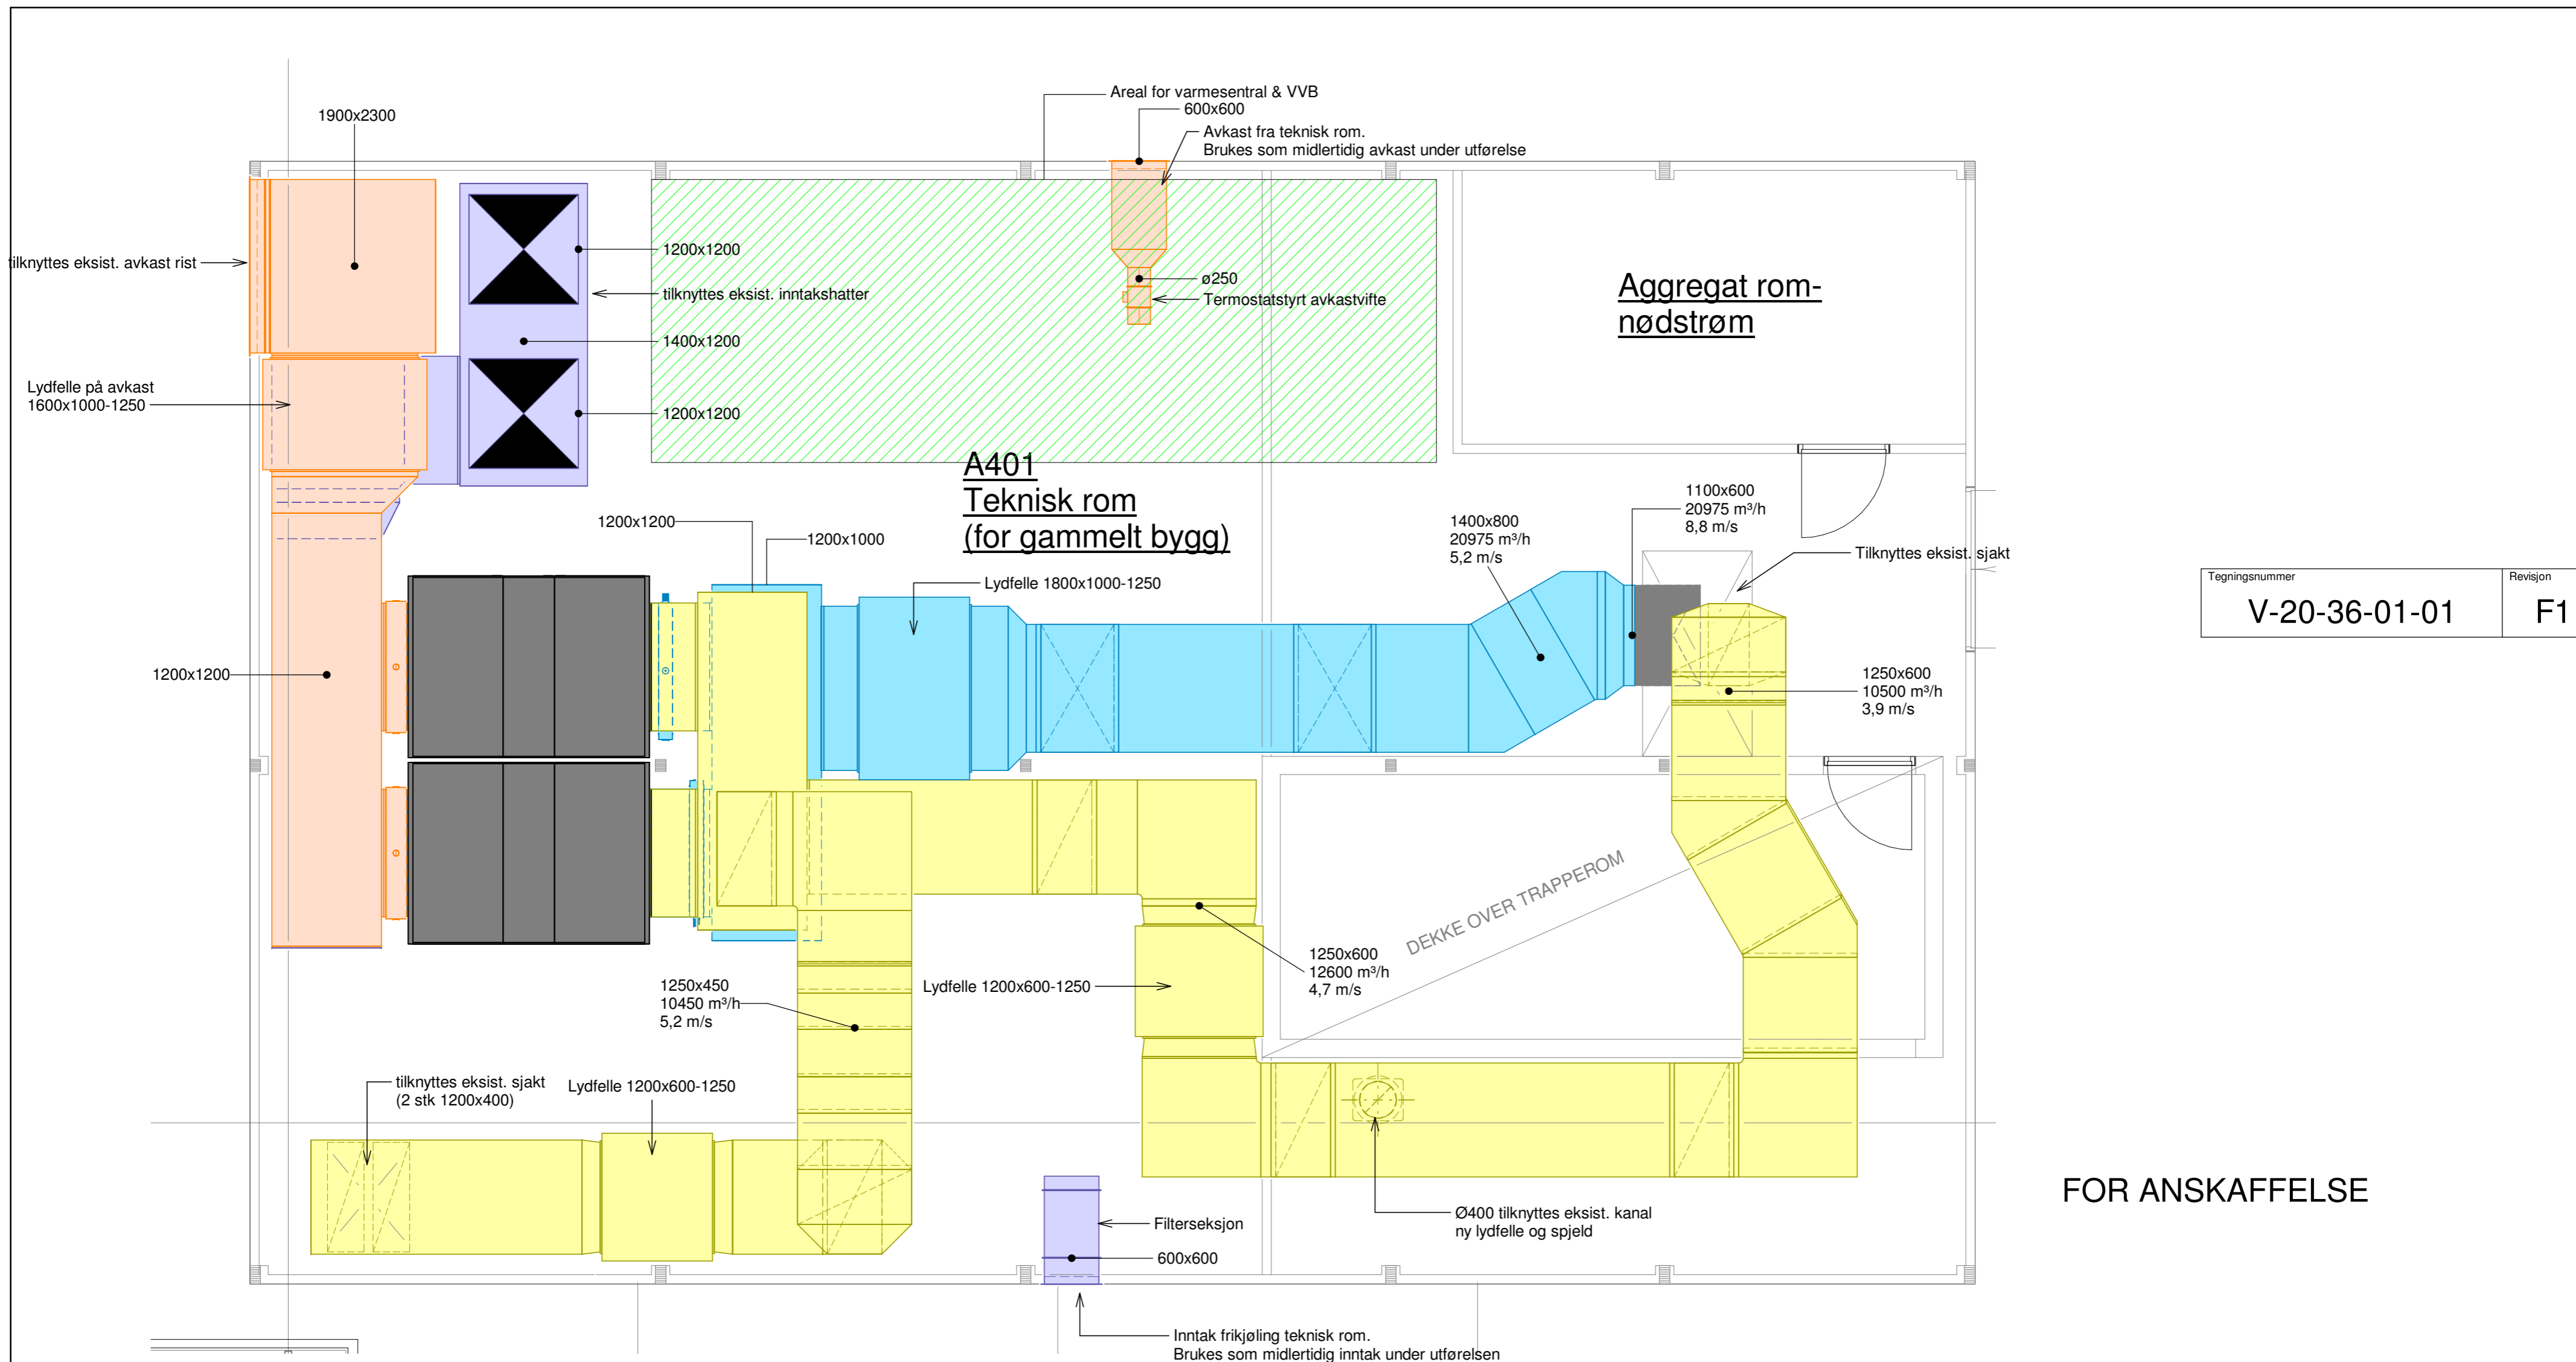 Areal for varmesentral & VVB
600x600
1900x2300
Avkast fra teknisk rom.
Brukes som midlertidig avkast under utførelse
1200x1200
tilknyttes eksist. avkast rist
ø250
tilknyttes eksist. inntakshatter
Termostatstyrt avkastvifte
Aggregat rom-
nødstrøm
1400x1200
Lydfelle på avkast
1600x1000-1250
1200x1200
A401
Teknisk rom
(for gammelt bygg)
1100x600
20975 m³/h
8,8 m/s
1200x1200
1200x1000
1400x800
20975 m³/h
5,2 m/s
Tilknyttes eksist. sjakt
Lydfelle 1800x1000-1250
Tegningsnummer
Revisjon
V-20-36-01-01
F1
1200x1200
1250x600
10500 m³/h
3,9 m/s
DEKKE OVER TRAPPEROM
1250x600
12600 m³/h
4,7 m/s
1250x450
10450 m³/h
5,2 m/s
Lydfelle 1200x600-1250
tilknyttes eksist. sjakt
(2 stk 1200x400)
Lydfelle 1200x600-1250
FOR ANSKAFFELSE
Ø400 tilknyttes eksist. kanal
ny lydfelle og spjeld
Filterseksjon
600x600
Inntak frikjøling teknisk rom.
Brukes som midlertidig inntak under utførelsen